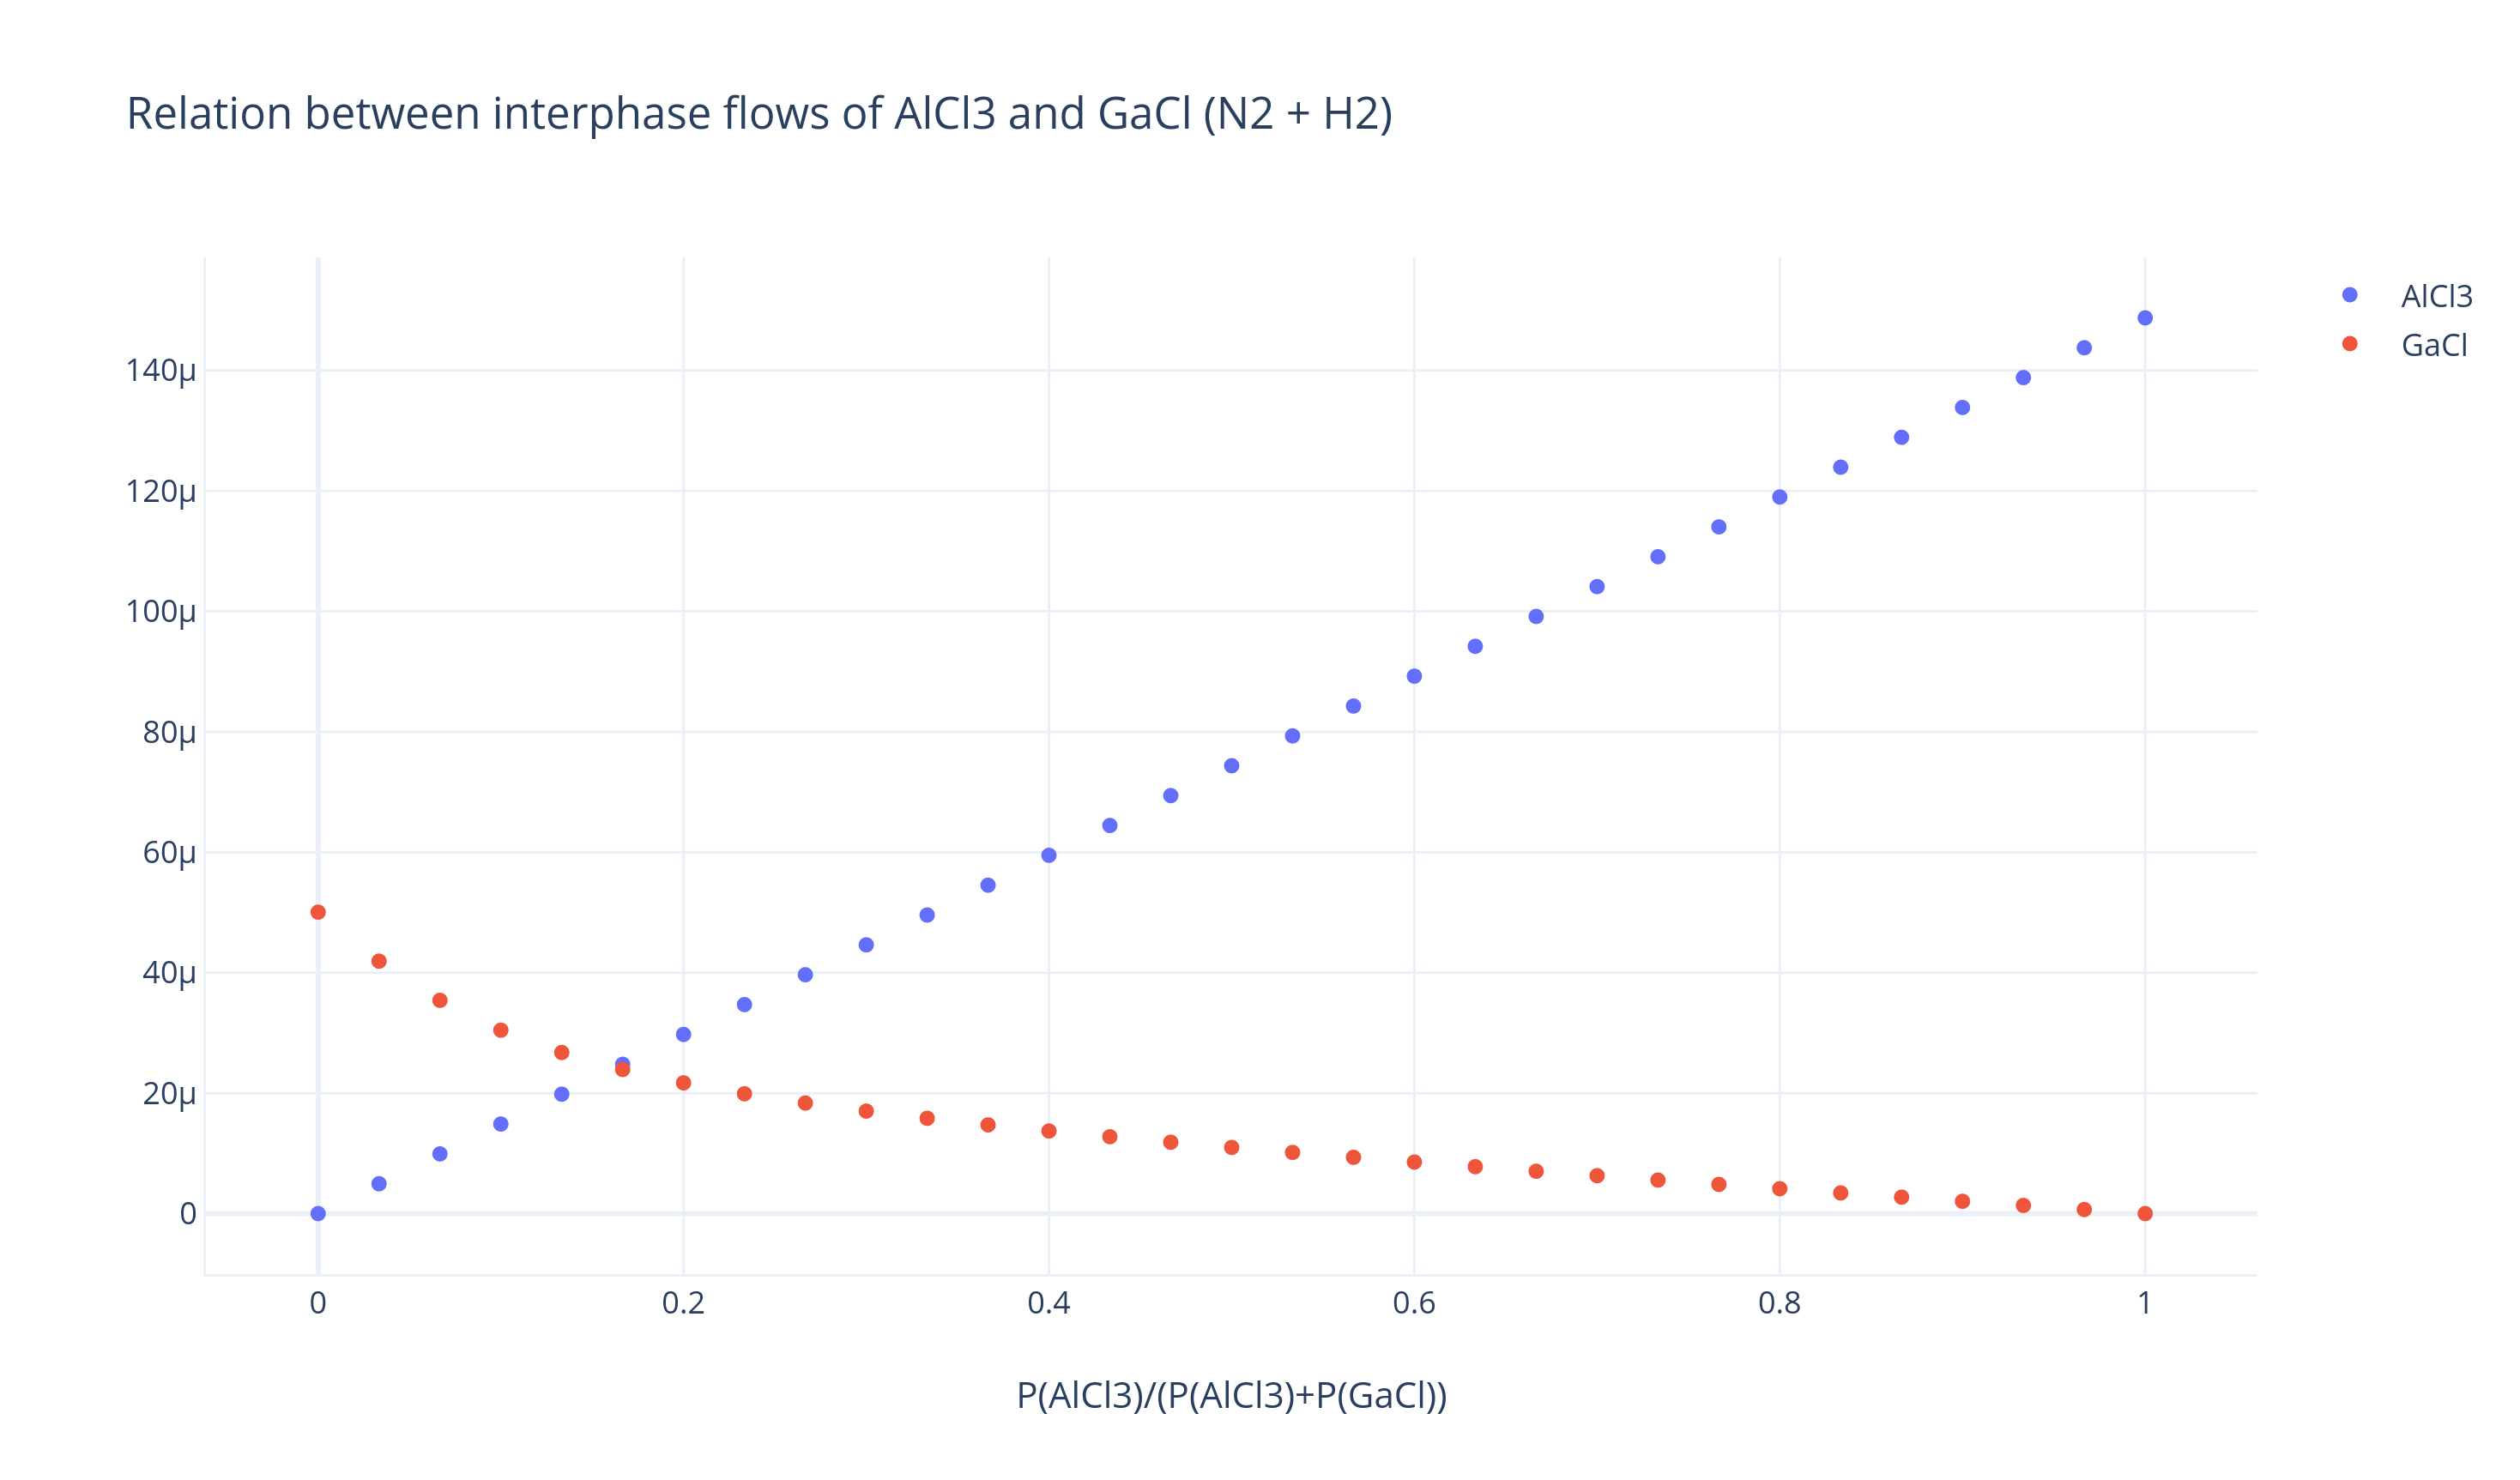 Relation between interphase flows of AlCl3 and GaCl (N2 + H2)
AlCl3
GaCl
140μ
120μ
100μ
80μ
60μ
40μ
20μ
0
0 0.2 0.4 0.6 0.8 1
P(AlCl3)/(P(AlCl3)+P(GaCl))